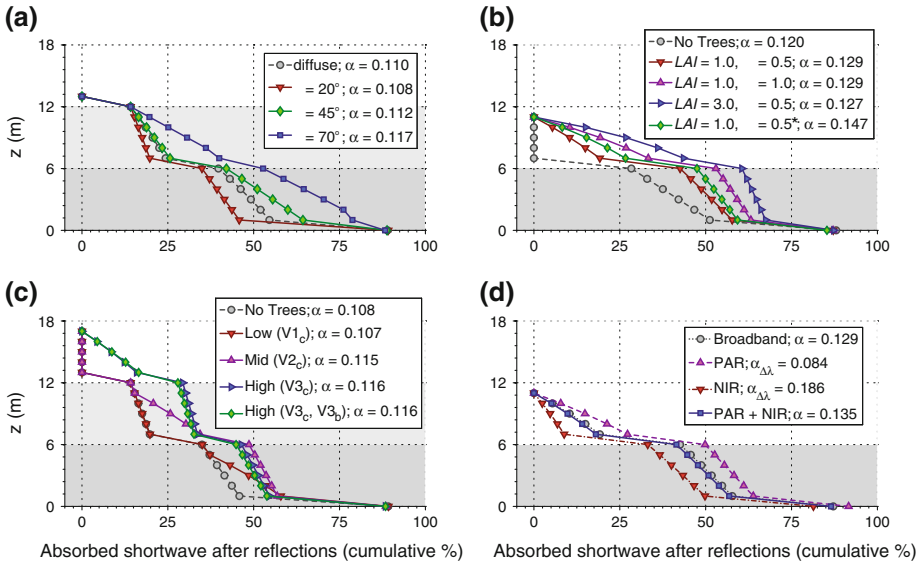 (a)
18
12
6
0
z (m)
0
25
50
75
100
diffuse; α = 0.110
= 20°; α = 0.108
= 45°; α = 0.112
= 70°; α = 0.117
(b)
18
12
6
0
z (m)
0
25
50
75
100
No Trees; α = 0.120
LAI = 1.0, = 0.5; α = 0.129
LAI = 1.0, = 1.0; α = 0.129
LAI = 3.0, = 0.5; α = 0.127
LAI = 1.0, = 0.5*; α = 0.147
(c)
18
12
6
0
z (m)
0
25
50
75
100
Absorbed shortwave after reflections (cumulative %)
No Trees; α = 0.108
Low (V1c); α = 0.107
Mid (V2c); α = 0.115
High (V3c); α = 0.116
High (V3c, V3b); α = 0.116
(d)
18
12
6
0
z (m)
0
25
50
75
100
Absorbed shortwave after reflections (cumulative %)
Broadband; α = 0.129
PAR; αΔλ = 0.084
NIR; αΔλ = 0.186
PAR + NIR; α = 0.135